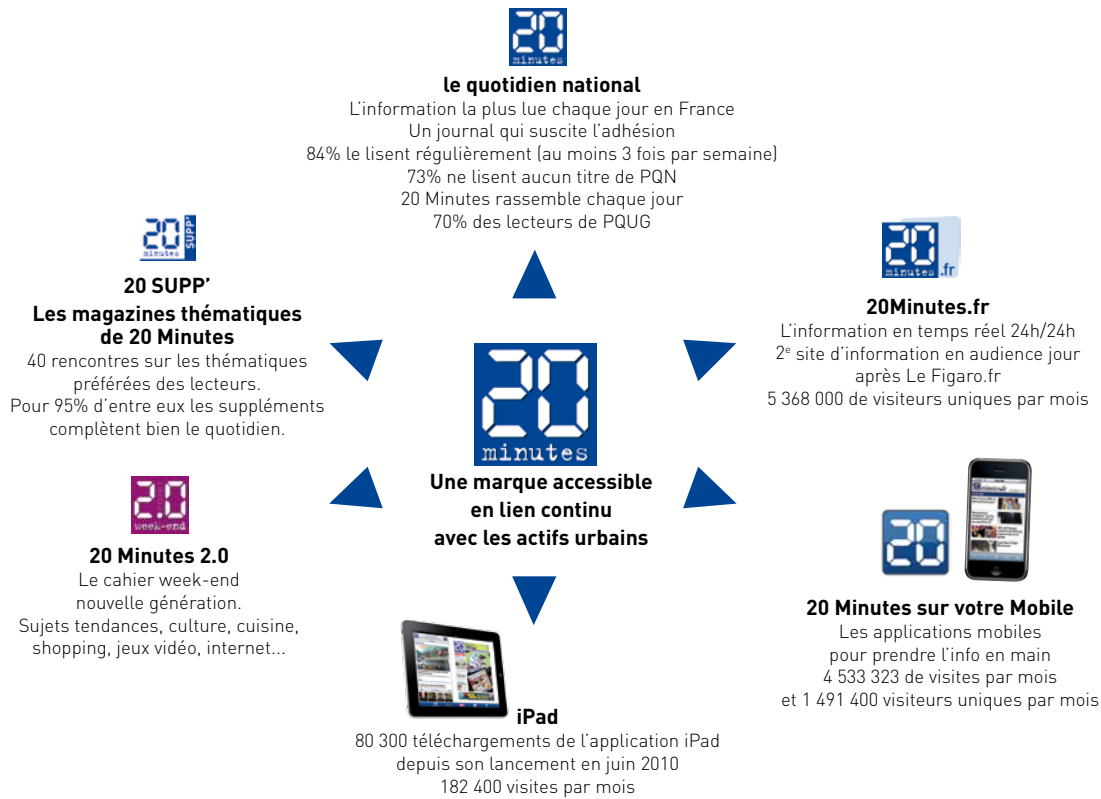 20
minutes
le quotidien national
L'information la plus lue chaque jour en France
Un journal qui suscite l'adhésion
84% le lisent régulièrement (au moins 3 fois par semaine)
73% ne lisent aucun titre de PQN
20 Minutes rassemble chaque jour
70% des lecteurs de PQUG
20
minutes
SUPP'
20 SUPP'
Les magazines thématiques
de 20 Minutes
40 rencontres sur les thématiques
préférées des lecteurs.
Pour 95% d'entre eux les suppléments
complètent bien le quotidien.
20
minutes
.fr
20Minutes.fr
L'information en temps réel 24h/24h
2e site d'information en audience jour
après Le Figaro.fr
5 368 000 de visiteurs uniques par mois
20
minutes
Une marque accessible
en lien continu
avec les actifs urbains
2.0
week-end
20 Minutes 2.0
Le cahier week-end
nouvelle génération.
Sujets tendances, culture, cuisine,
shopping, jeux vidéo, internet...
20
20 Minutes sur votre Mobile
Les applications mobiles
pour prendre l'info en main
4 533 323 de visites par mois
et 1 491 400 visiteurs uniques par mois
iPad
80 300 téléchargements de l'application iPad
depuis son lancement en juin 2010
182 400 visites par mois